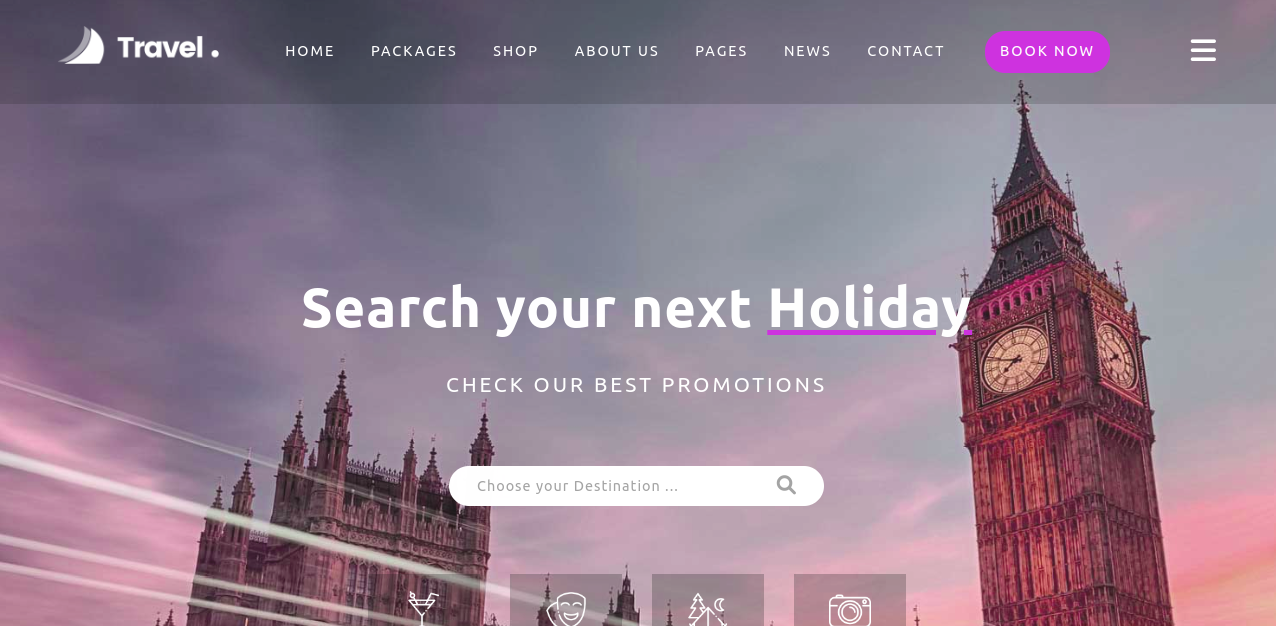 Travel .
HOME PACKAGES SHOP ABOUT US PAGES NEWS CONTACT BOOK NOW
Search your next Holiday
CHECK OUR BEST PROMOTIONS
Choose your Destination ...